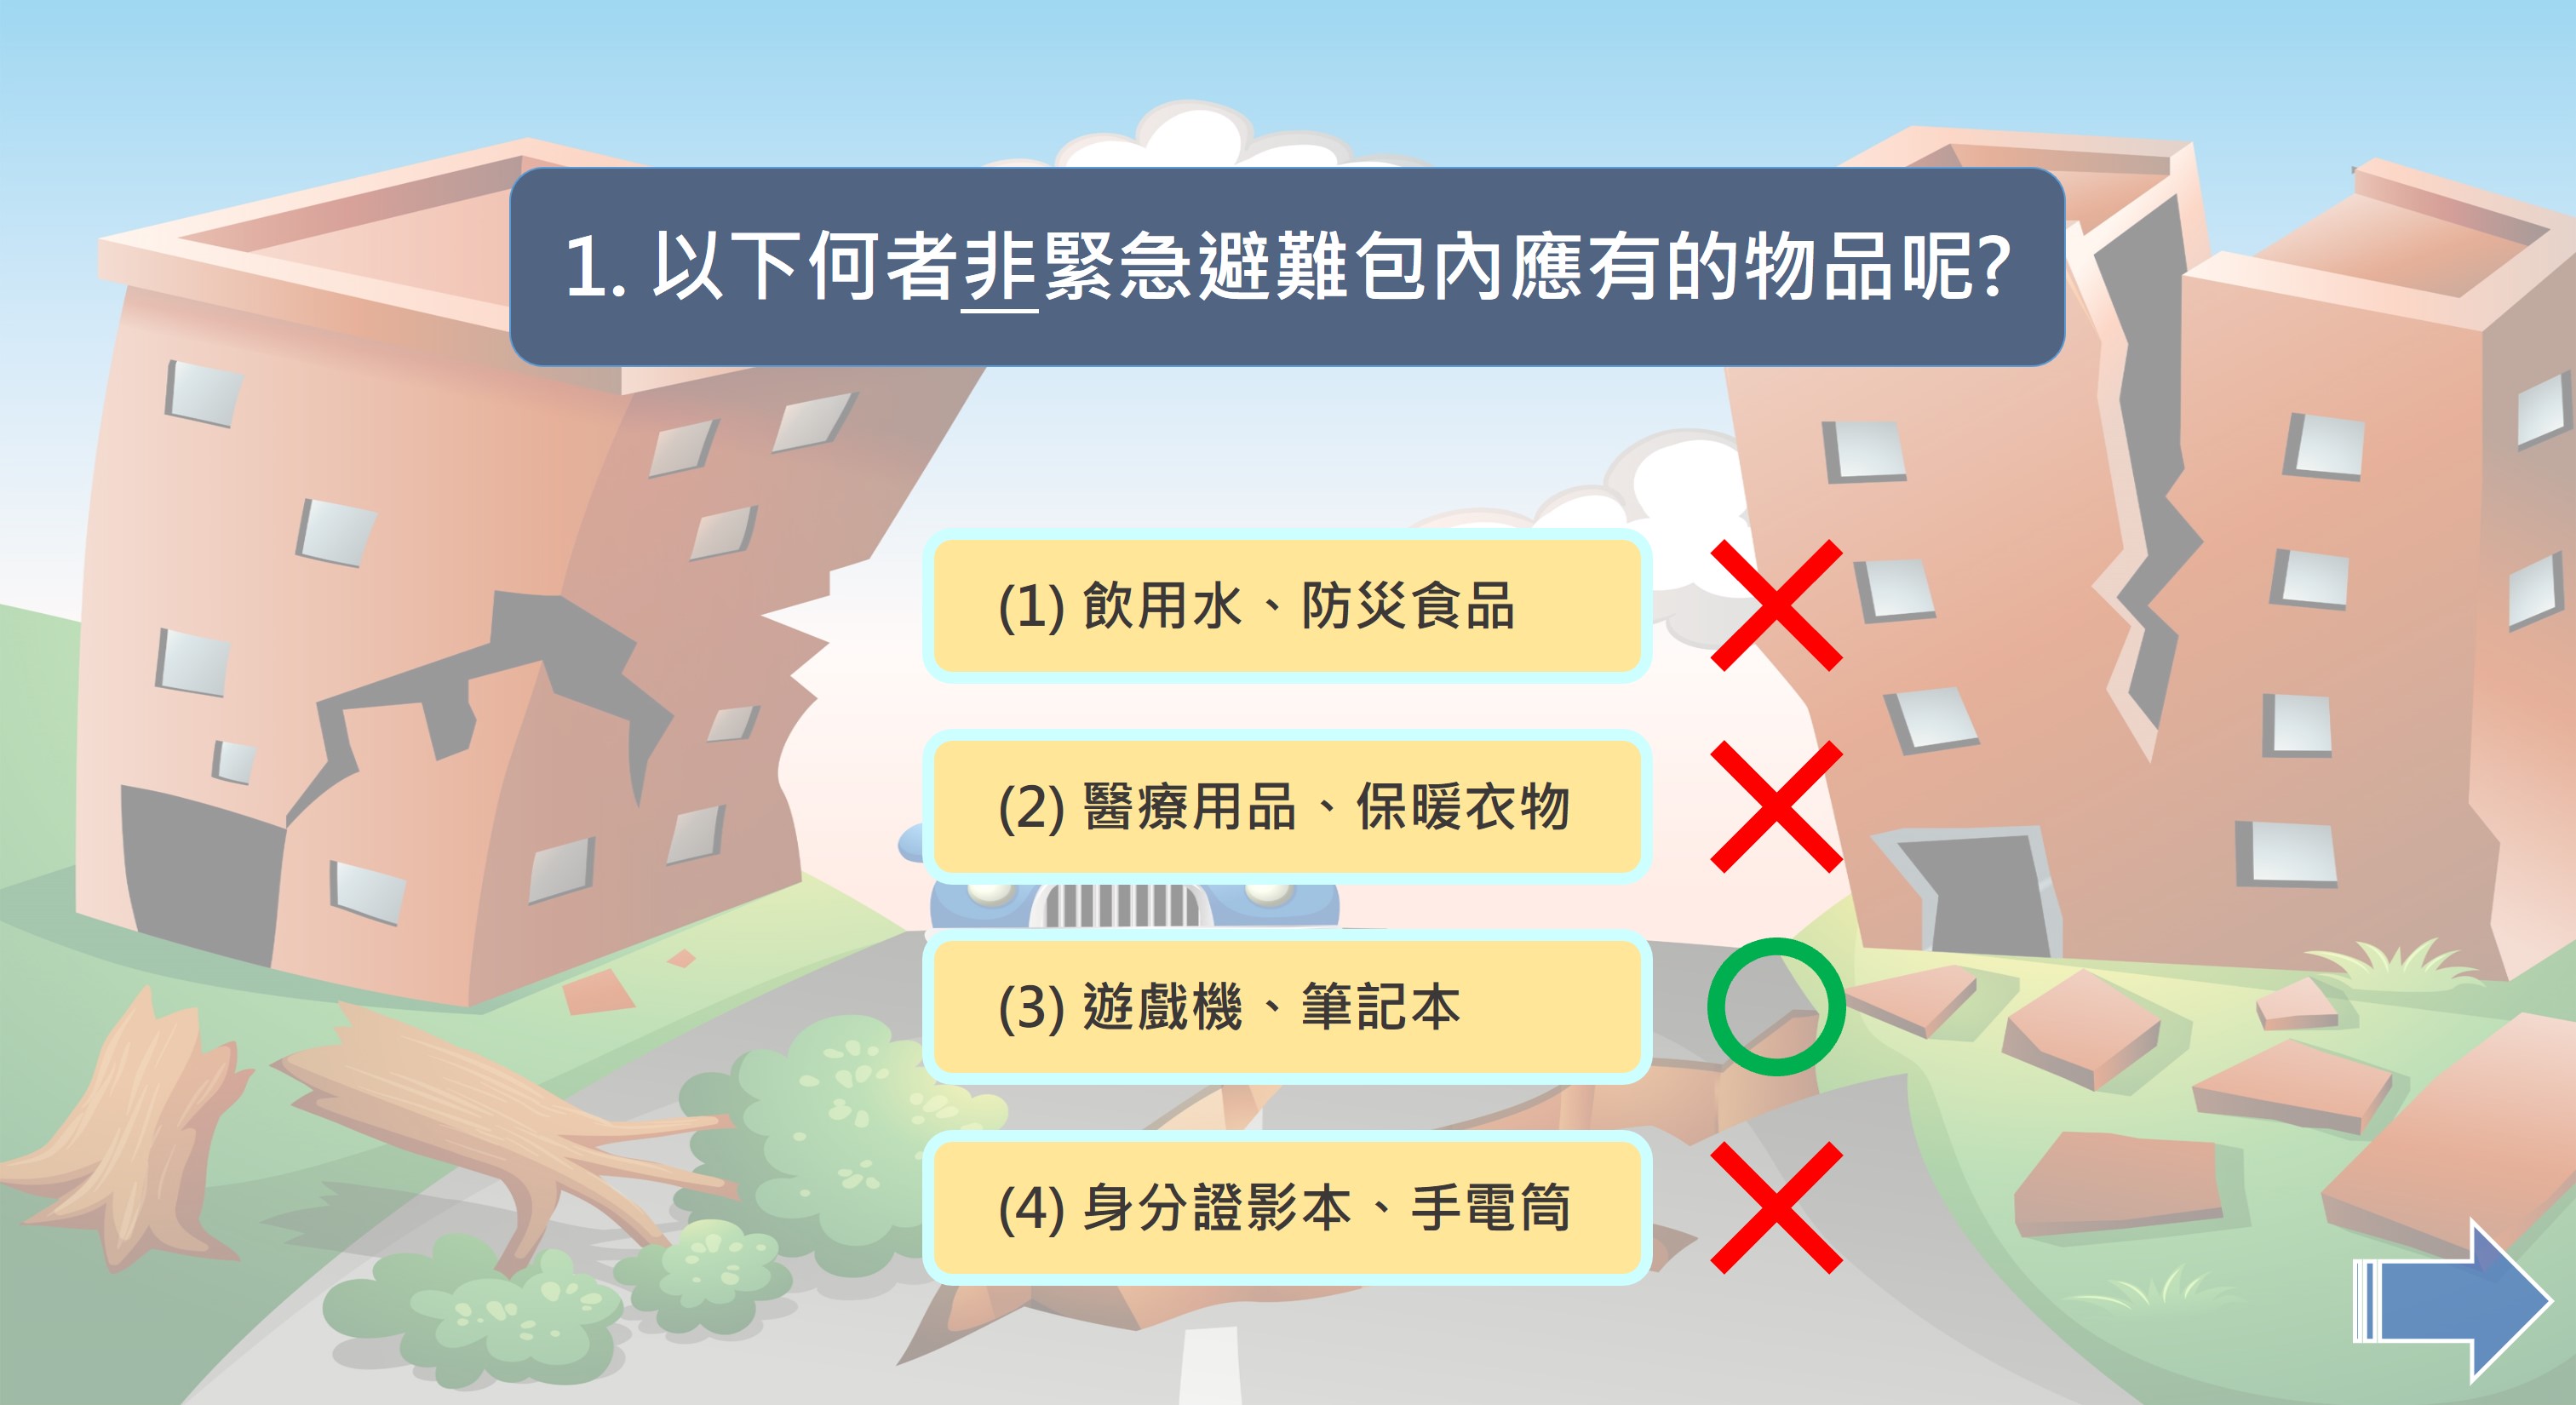 1. 以下何者非緊急避難包內應有的物品呢?
(1) 飲用水、防災食品
(2) 醫療用品、保暖衣物
(3) 遊戲機、筆記本
(4) 身分證影本、手電筒